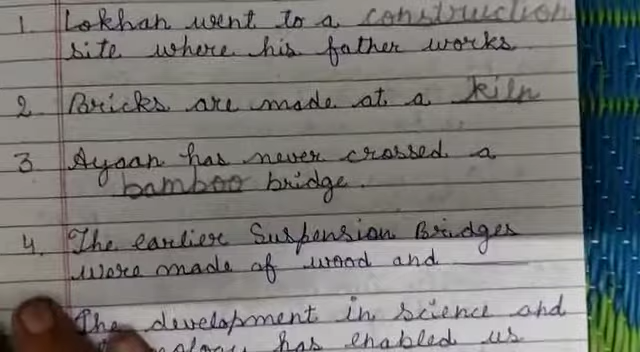 1. Lokhan went to a construction
site where his father works
2 Bricks are made at a kiln
3 Ayaan has never crossed a
bamboo bridge.
4. The earlier Suspension Bridges
were made of wood and ______
The development in science and
has enabled us